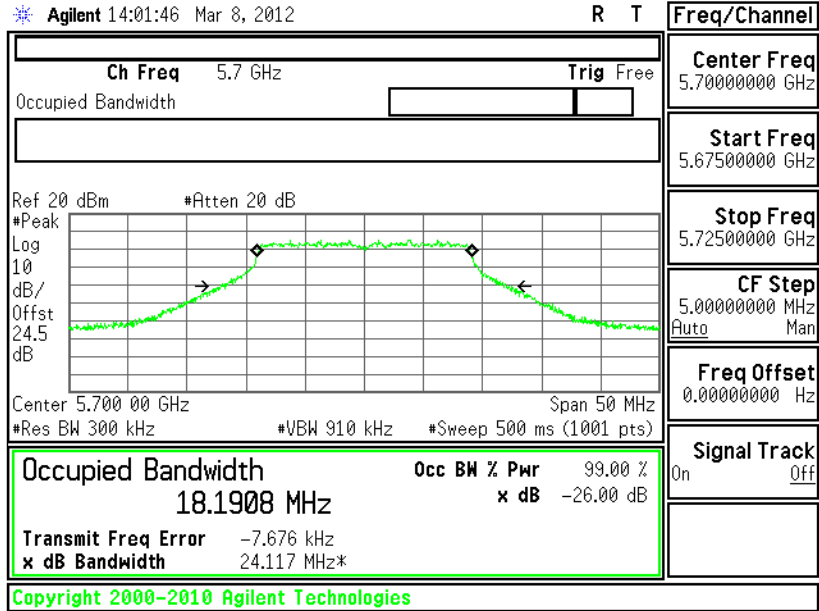 Agilent 14:01:46 Mar 8, 2012 R T
Ch Freq 5.7 GHz Trig Free
Occupied Bandwidth
Ref 20 dBm #Atten 20 dB
#Peak
Log
10
dB/
Offst
24.5
dB
Center 5.700 00 GHz Span 50 MHz
#Res BW 300 kHz #VBW 910 kHz #Sweep 500 ms (1001 pts)
Occupied Bandwidth Occ BW % Pwr 99.00 %
18.1908 MHz x dB -26.00 dB
Transmit Freq Error -7.676 kHz
x dB Bandwidth 24.117 MHz*
Copyright 2000-2010 Agilent Technologies
Freq/Channel
Center Freq
5.70000000 GHz
Start Freq
5.67500000 GHz
Stop Freq
5.72500000 GHz
CF Step
5.00000000 MHz
Auto Man
Freq Offset
0.00000000 Hz
Signal Track
On Off